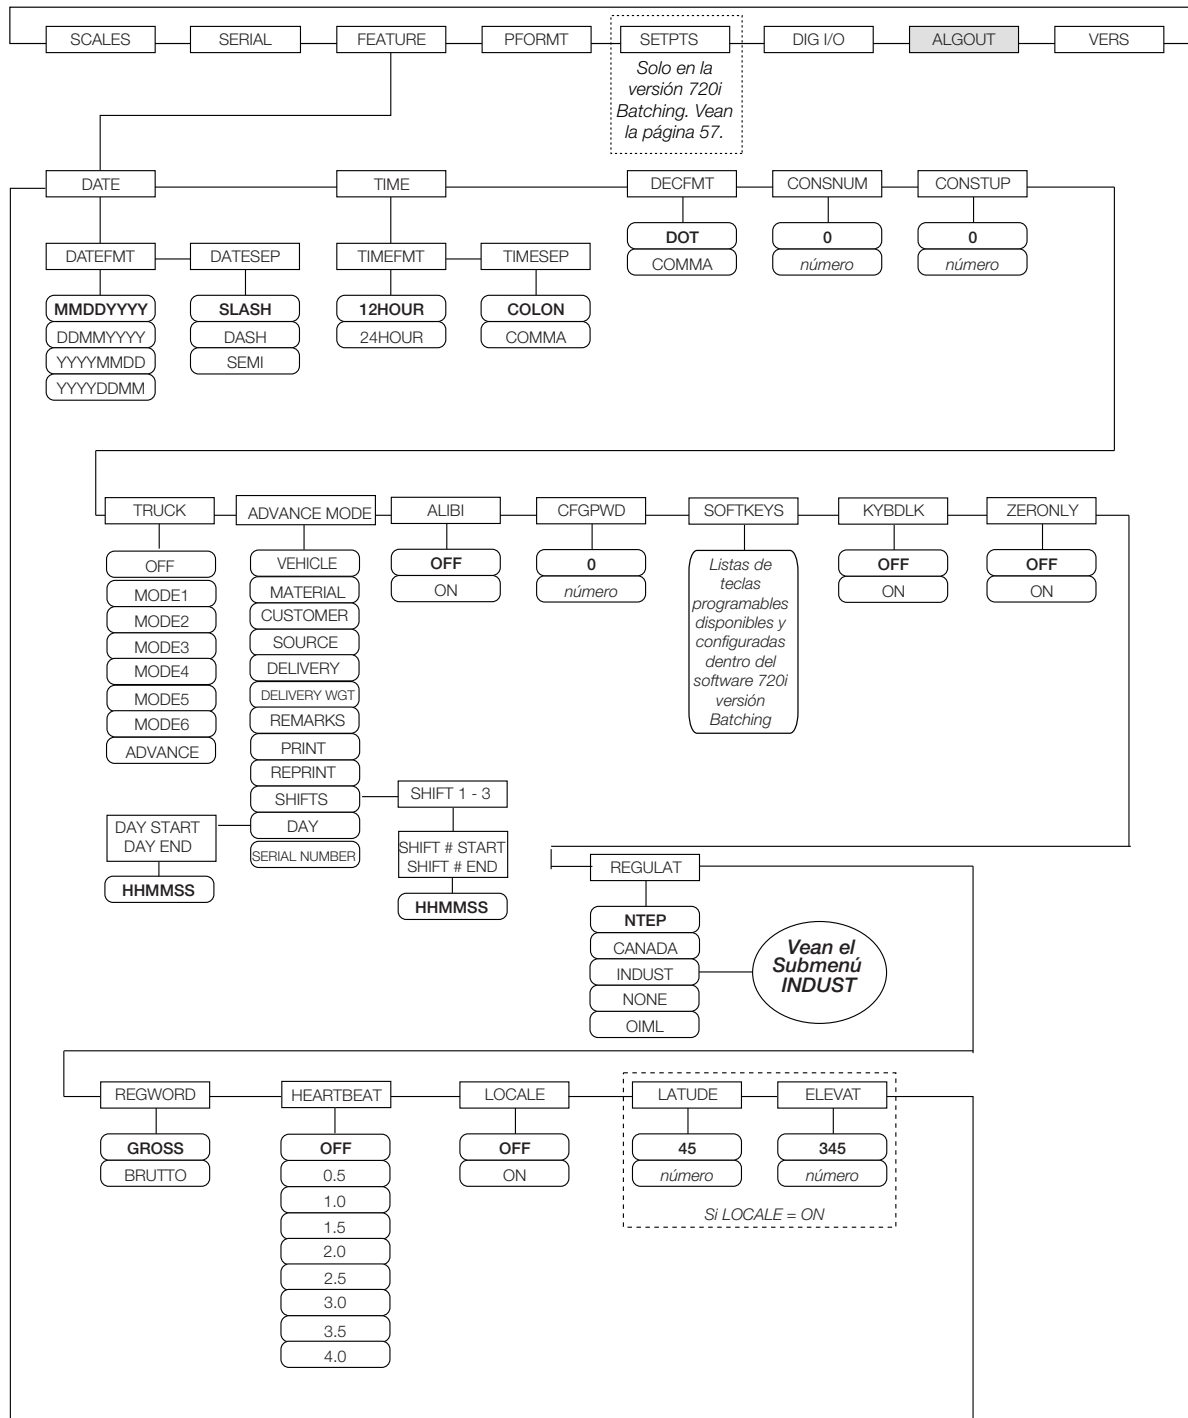 SCALES
SERIAL
FEATURE
PFORMT
SETPTS
DIG I/O
ALGOUT
VERS
Solo en la
versión 720i
Batching. Vean
la página 57.
DATE
TIME
DECFMT
CONSNUM
CONSTUP
DOT
COMMA
0
número
0
número
DATEFMT
DATESEP
TIMEFMT
TIMESEP
MMDDYYYY
DDMMYYYY
YYYYMMDD
YYYYDDMM
SLASH
DASH
SEMI
12HOUR
24HOUR
COLON
COMMA
TRUCK
ADVANCE MODE
ALIBI
CFGPWD
SOFTKEYS
KYBDLK
ZERONLY
OFF
MODE1
MODE2
MODE3
MODE4
MODE5
MODE6
ADVANCE
VEHICLE
MATERIAL
CUSTOMER
SOURCE
DELIVERY
DELIVERY WGT
REMARKS
PRINT
REPRINT
SHIFTS
DAY
SERIAL NUMBER
OFF
ON
0
número
Listas de
teclas
programables
disponibles y
configuradas
dentro del
software 720i
versión
Batching
OFF
ON
OFF
ON
SHIFT 1 - 3
DAY START
DAY END
HHMMSS
SHIFT # START
SHIFT # END
HHMMSS
REGULAT
NTEP
CANADA
INDUST
NONE
OIML
Vean el
Submenú
INDUST
REGWORD
HEARTBEAT
LOCALE
LATUDE
ELEVAT
GROSS
BRUTTO
OFF
0.5
1.0
1.5
2.0
2.5
3.0
3.5
4.0
OFF
ON
45
número
345
número
Si LOCALE = ON